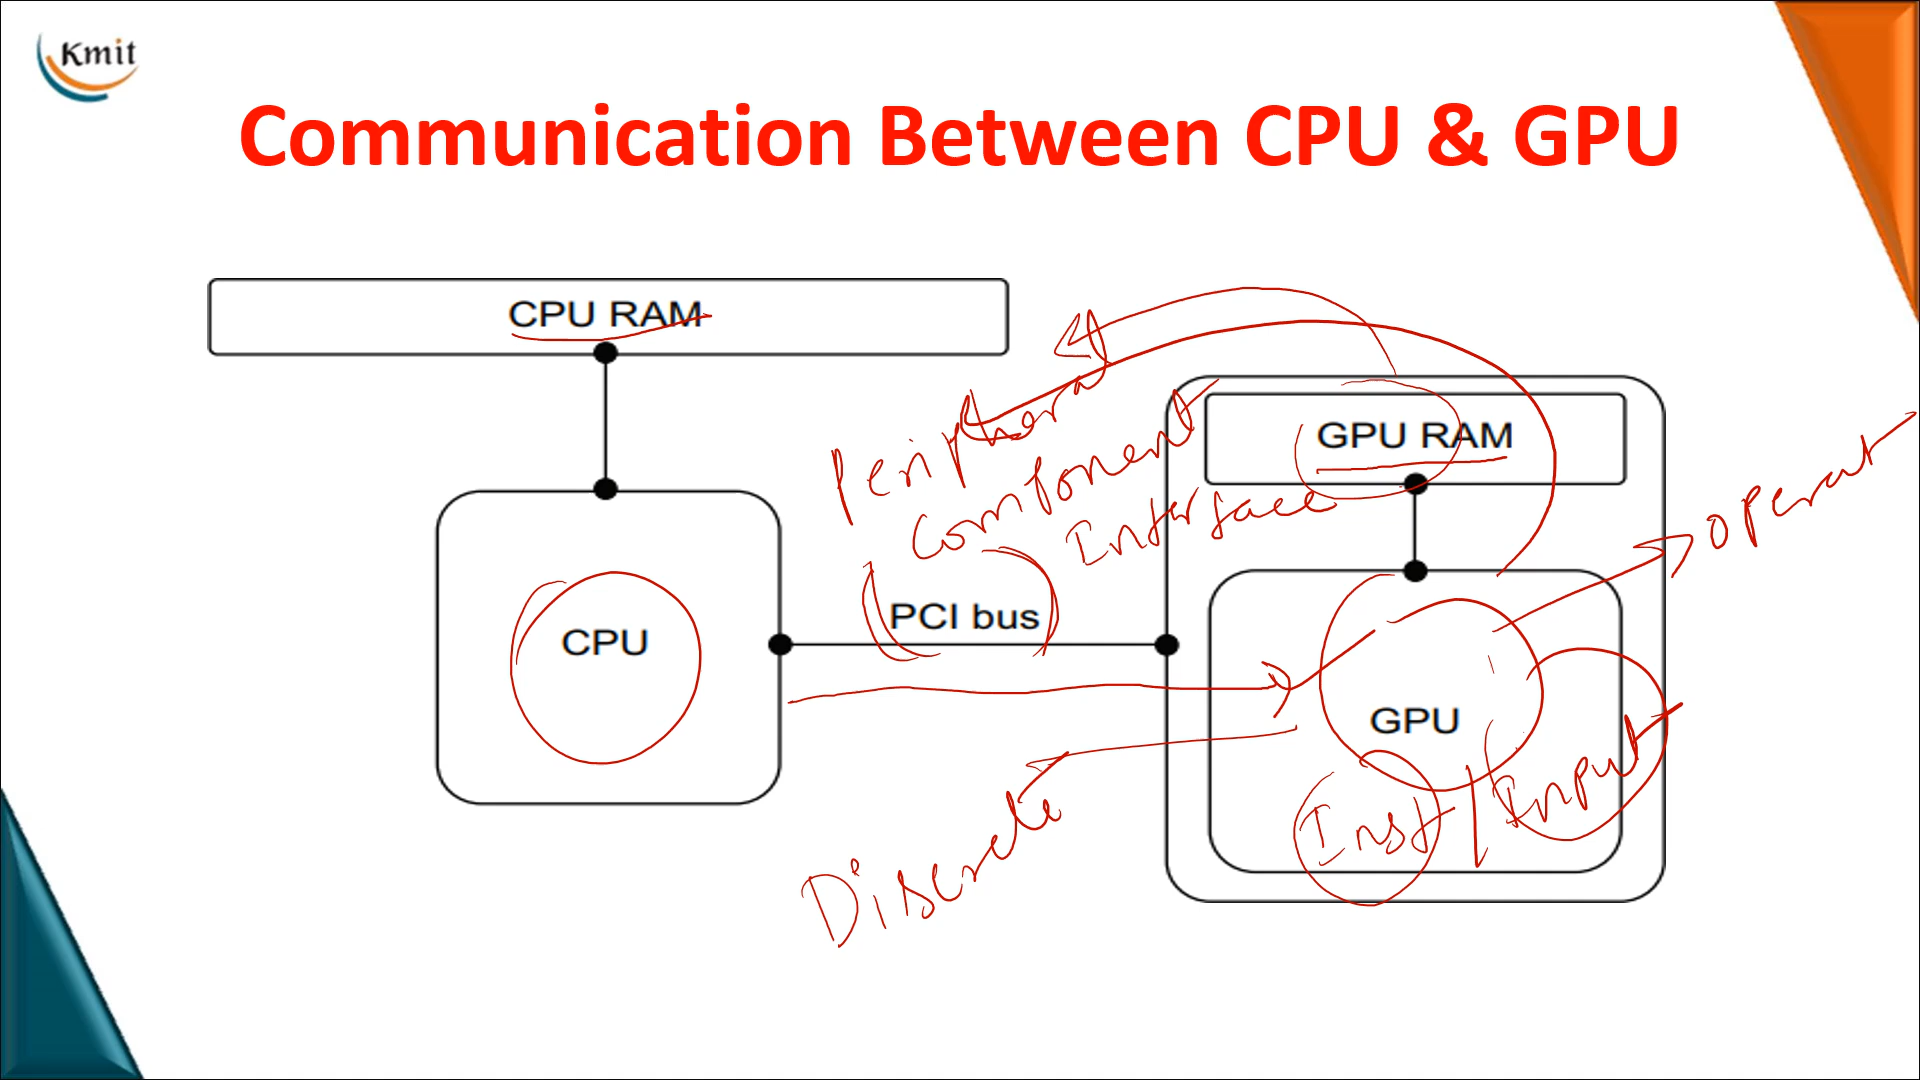 Kmit
Communication Between CPU & GPU
CPU RAM
GPU RAM
Peripheral
Component
Interface
operat
PCI bus
CPU
GPU
Inst/Input
Discrete